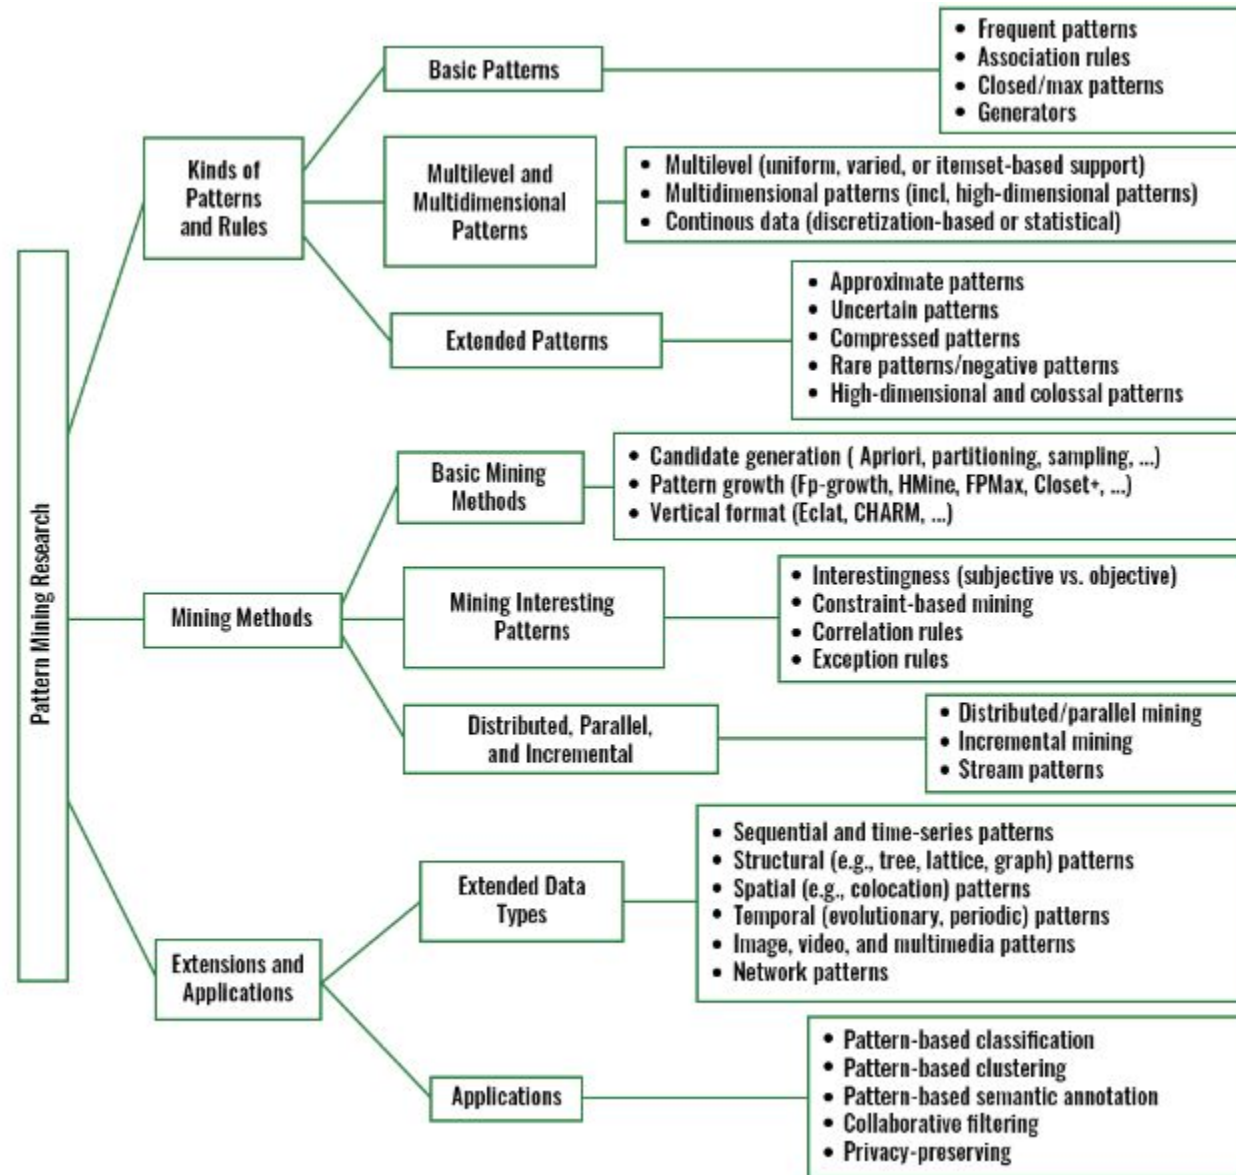 Pattern Mining Research
Kinds of
Patterns
and Rules
Basic Patterns
• Frequent patterns
• Association rules
• Closed/max patterns
• Generators
Multilevel and
Multidimensional
Patterns
• Multilevel (uniform, varied, or itemset-based support)
• Multidimensional patterns (incl, high-dimensional patterns)
• Continous data (discretization-based or statistical)
Extended Patterns
• Approximate patterns
• Uncertain patterns
• Compressed patterns
• Rare patterns/negative patterns
• High-dimensional and colossal patterns
Mining Methods
Basic Mining
Methods
• Candidate generation ( Apriori, partitioning, sampling, ...)
• Pattern growth (Fp-growth, HMine, FPMax, Closet+, ...)
• Vertical format (Eclat, CHARM, ...)
Mining Interesting
Patterns
• Interestingness (subjective vs. objective)
• Constraint-based mining
• Correlation rules
• Exception rules
Distributed, Parallel,
and Incremental
• Distributed/parallel mining
• Incremental mining
• Stream patterns
Extensions and
Applications
Extended Data
Types
• Sequential and time-series patterns
• Structural (e.g., tree, lattice, graph) patterns
• Spatial (e.g., colocation) patterns
• Temporal (evolutionary, periodic) patterns
• Image, video, and multimedia patterns
• Network patterns
Applications
• Pattern-based classification
• Pattern-based clustering
• Pattern-based semantic annotation
• Collaborative filtering
• Privacy-preserving